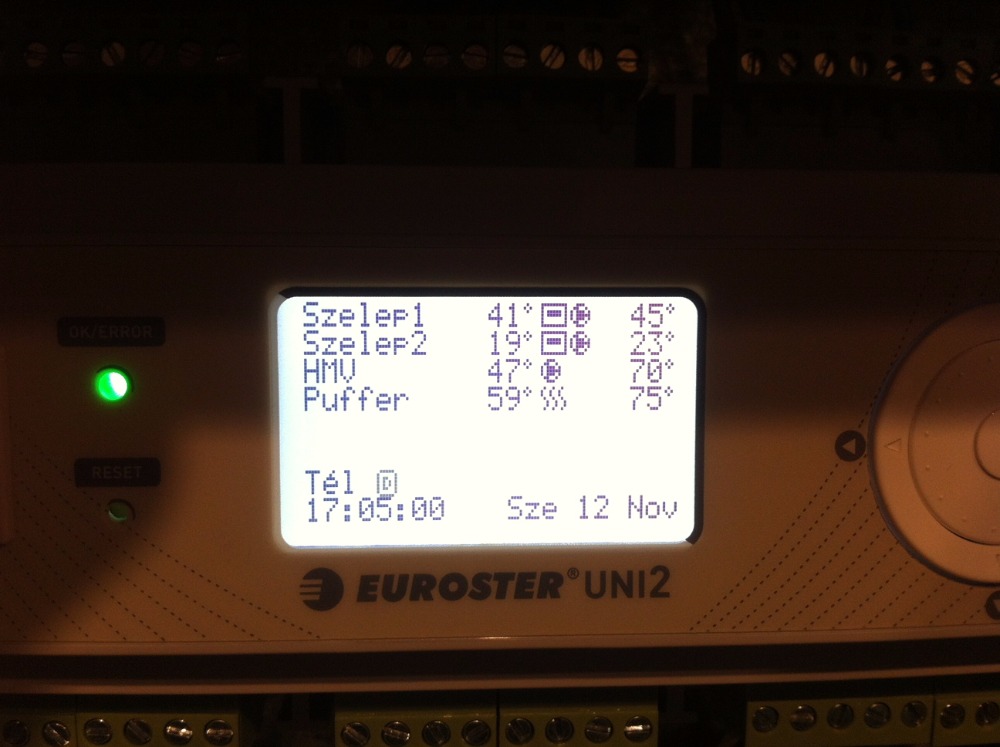 OK/ERROR
RESET
Szelep1 41° 45°
Szelep2 19° 23°
HMV 47° 70°
Puffer 59° 75°
Tél D
17:05:00 Sze 12 Nov
EUROSTER® UNI2